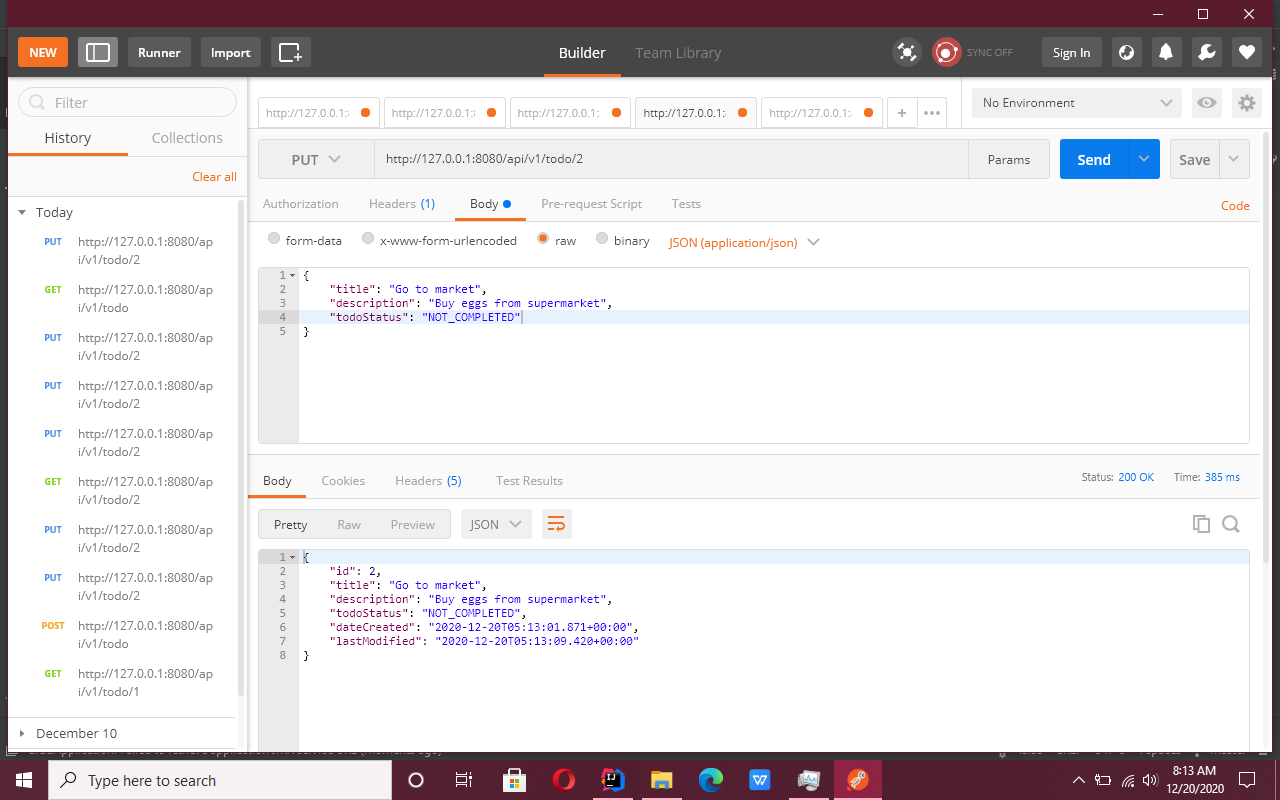 NEW
Runner
Import
Builder
Team Library
SYNC OFF
Sign In
Filter
History
Collections
Clear all
Today
PUT http://127.0.0.1:8080/ap
i/v1/todo/2
GET http://127.0.0.1:8080/ap
i/v1/todo
PUT http://127.0.0.1:8080/ap
i/v1/todo/2
PUT http://127.0.0.1:8080/ap
i/v1/todo/2
PUT http://127.0.0.1:8080/ap
i/v1/todo/2
GET http://127.0.0.1:8080/ap
i/v1/todo/2
PUT http://127.0.0.1:8080/ap
i/v1/todo/2
PUT http://127.0.0.1:8080/ap
i/v1/todo/2
POST http://127.0.0.1:8080/ap
i/v1/todo
GET http://127.0.0.1:8080/ap
i/v1/todo/1
December 10
http://127.0.0.1:
http://127.0.0.1:
http://127.0.0.1:
http://127.0.0.1:
http://127.0.0.1:
+
•••
No Environment
PUT
http://127.0.0.1:8080/api/v1/todo/2
Params
Send
Save
Authorization
Headers (1)
Body
Pre-request Script
Tests
Code
form-data
x-www-form-urlencoded
raw
binary
JSON (application/json)
1 {
2 "title": "Go to market",
3 "description": "Buy eggs from supermarket",
4 "todoStatus": "NOT_COMPLETED"
5 }
Body
Cookies
Headers (5)
Test Results
Status: 200 OK
Time: 385 ms
Pretty
Raw
Preview
JSON
1 {
2 "id": 2,
3 "title": "Go to market",
4 "description": "Buy eggs from supermarket",
5 "todoStatus": "NOT_COMPLETED",
6 "dateCreated": "2020-12-20T05:13:01.871+00:00",
7 "lastModified": "2020-12-20T05:13:09.420+00:00"
8 }
Type here to search
8:13 AM
12/20/2020